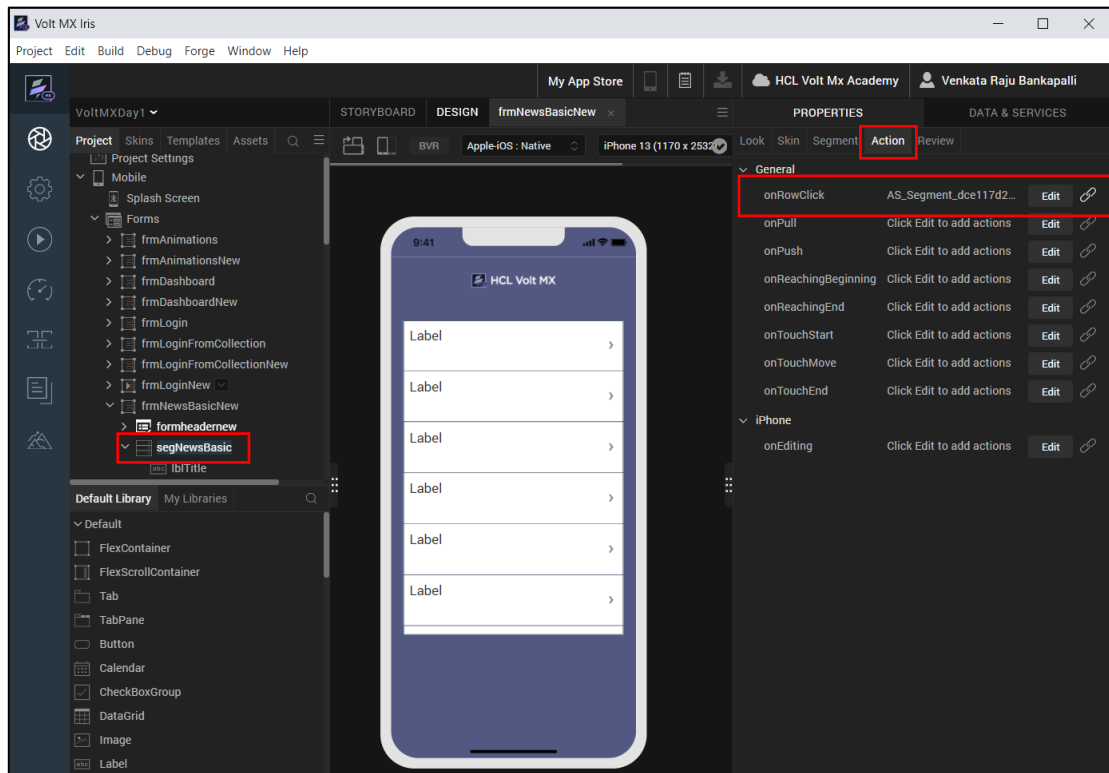 Volt MX Iris
Project Edit Build Debug Forge Window Help
My App Store
HCL Volt Mx Academy
Venkata Raju Bankapalli
VoltMXDay1
STORYBOARD DESIGN frmNewsBasicNew ×
PROPERTIES DATA & SERVICES
Project Skins Templates Assets
BVR Apple-iOS : Native iPhone 13 (1170 x 2532
Look Skin Segment Action Review
Project Settings
Mobile
Splash Screen
Forms
frmAnimations
frmAnimationsNew
frmDashboard
frmDashboardNew
frmLogin
frmLoginFromCollection
frmLoginFromCollectionNew
frmLoginNew
frmNewsBasicNew
formheadernew
segNewsBasic
abc lblTitle
Default Library My Libraries
Default
FlexContainer
FlexScrollContainer
Tab
TabPane
Button
Calendar
CheckBoxGroup
DataGrid
Image
abc Label
9:41
HCL Volt MX
Label
Label
Label
Label
Label
Label
General
onRowClick AS_Segment_dce117d2... Edit
onPull Click Edit to add actions Edit
onPush Click Edit to add actions Edit
onReachingBeginning Click Edit to add actions Edit
onReachingEnd Click Edit to add actions Edit
onTouchStart Click Edit to add actions Edit
onTouchMove Click Edit to add actions Edit
onTouchEnd Click Edit to add actions Edit
iPhone
onEditing Click Edit to add actions Edit